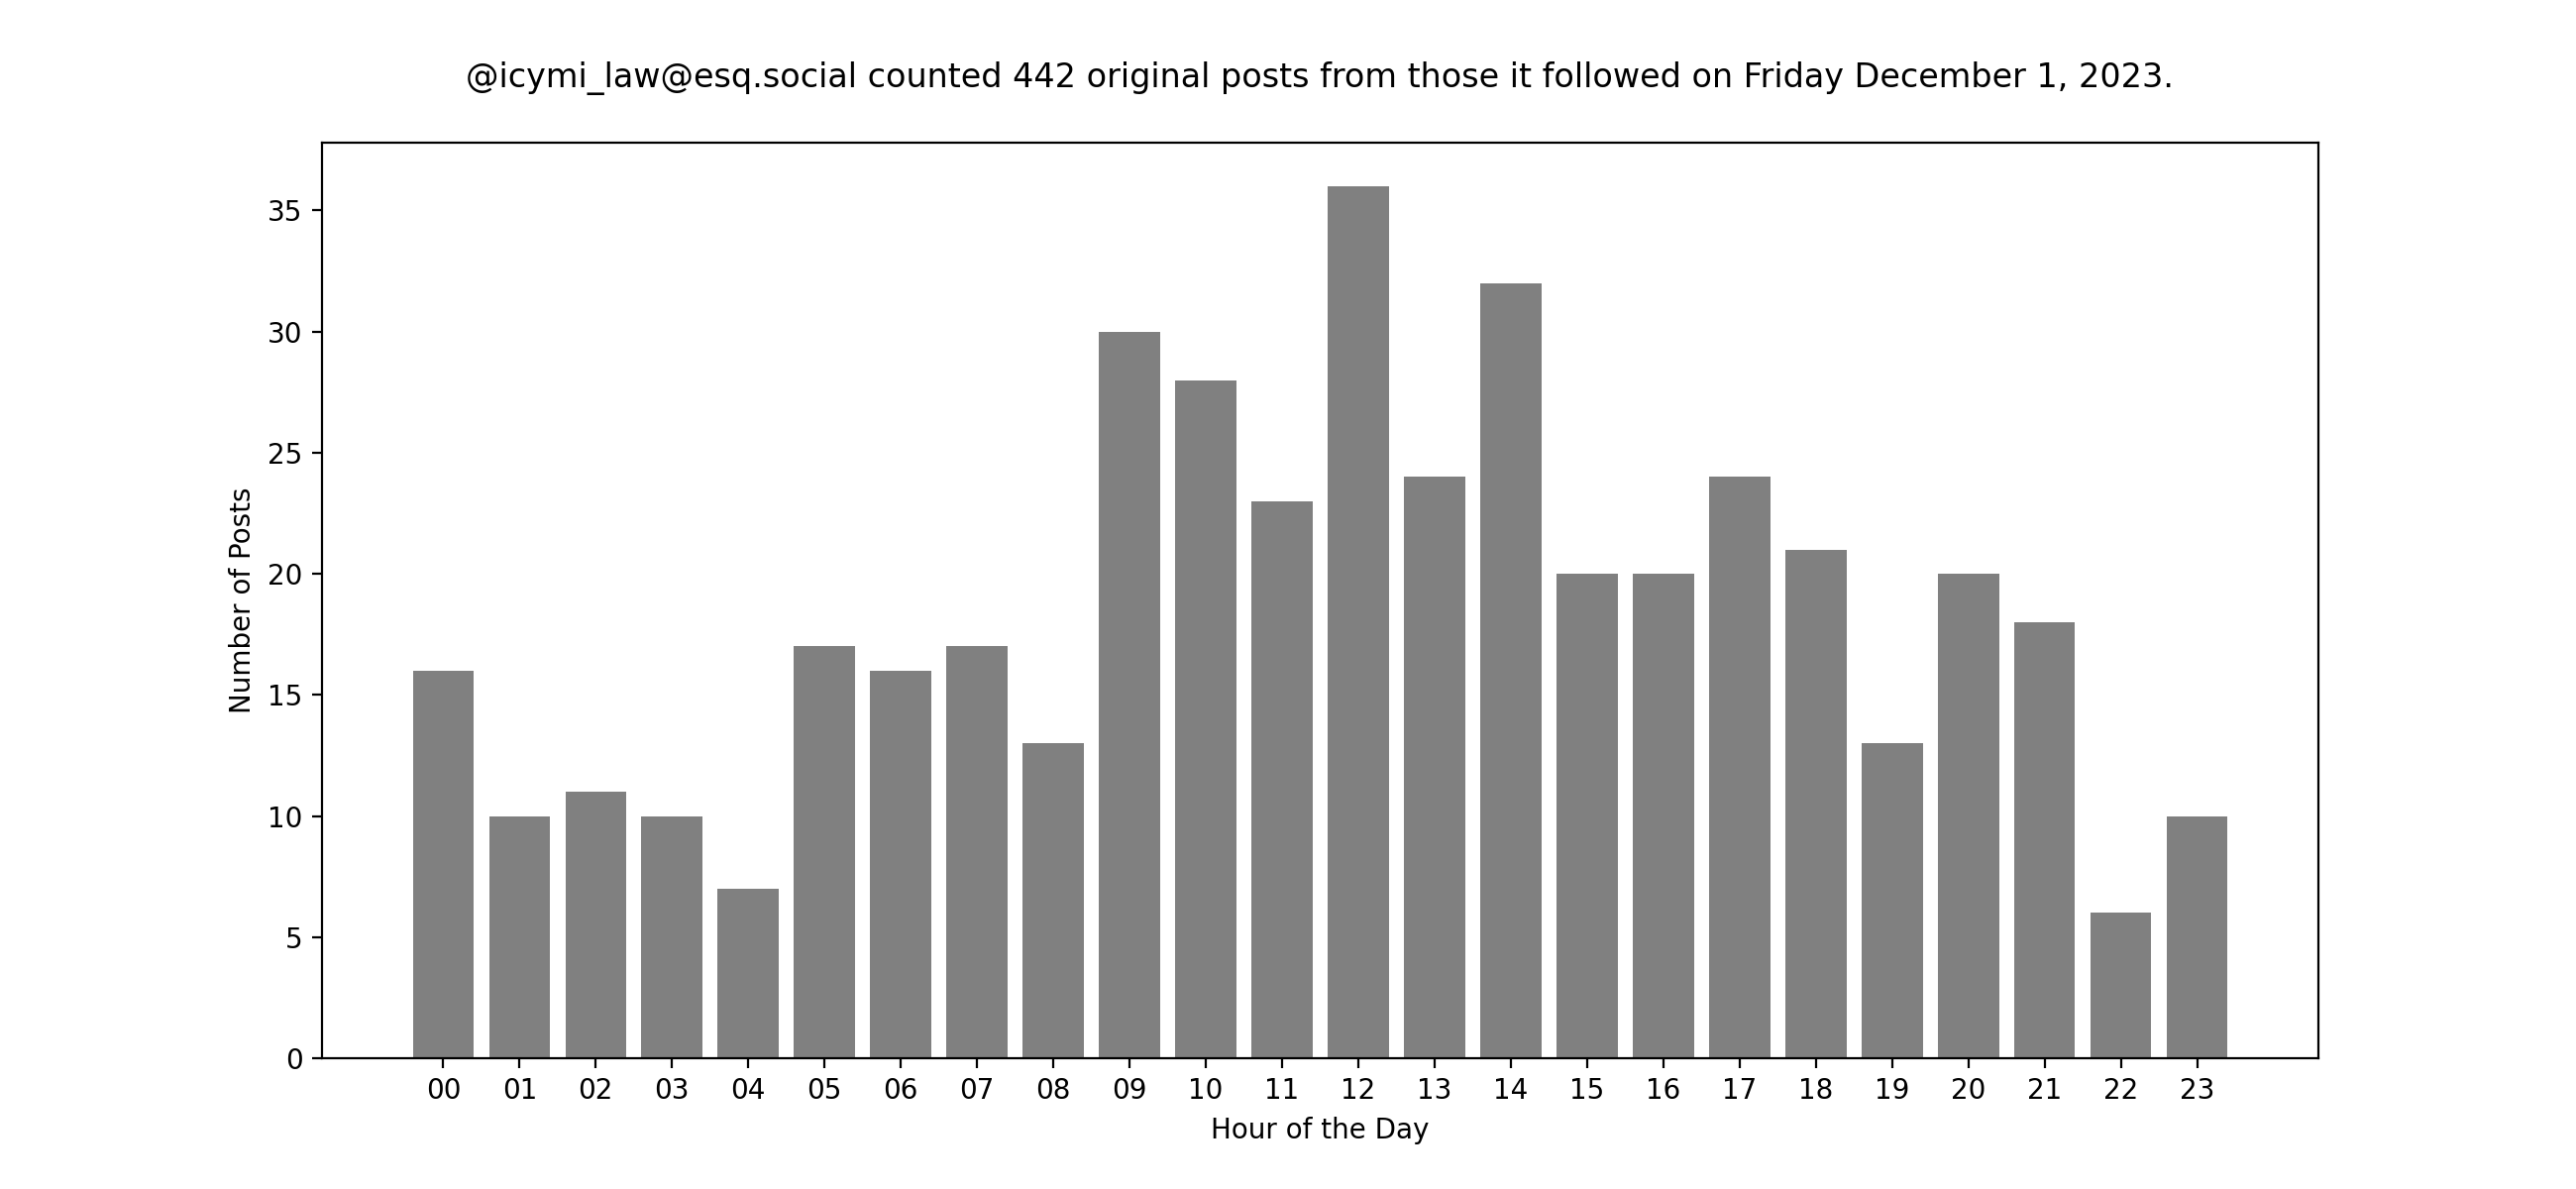 @icymi_law@esq.social counted 442 original posts from those it followed on Friday December 1, 2023.
Number of Posts
35
30
25
20
15
10
5
0
00 01 02 03 04 05 06 07 08 09 10 11 12 13 14 15 16 17 18 19 20 21 22 23
Hour of the Day